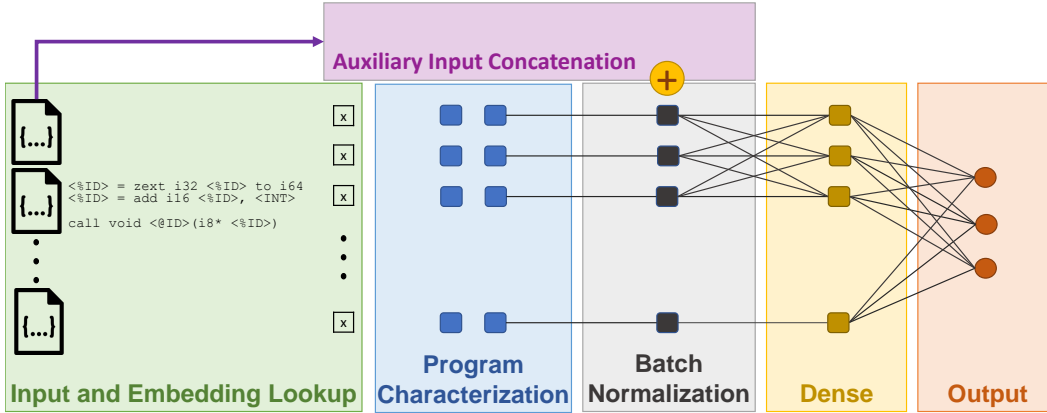 Auxiliary Input Concatenation
+
{...}
x
x
<%ID> = zext i32 <%ID> to i64
<%ID> = add i16 <%ID>, <INT>
{...}
x
call void <@ID>(i8* <%ID>)
{...}
x
Input and Embedding Lookup
Program
Characterization
Batch
Normalization
Dense
Output